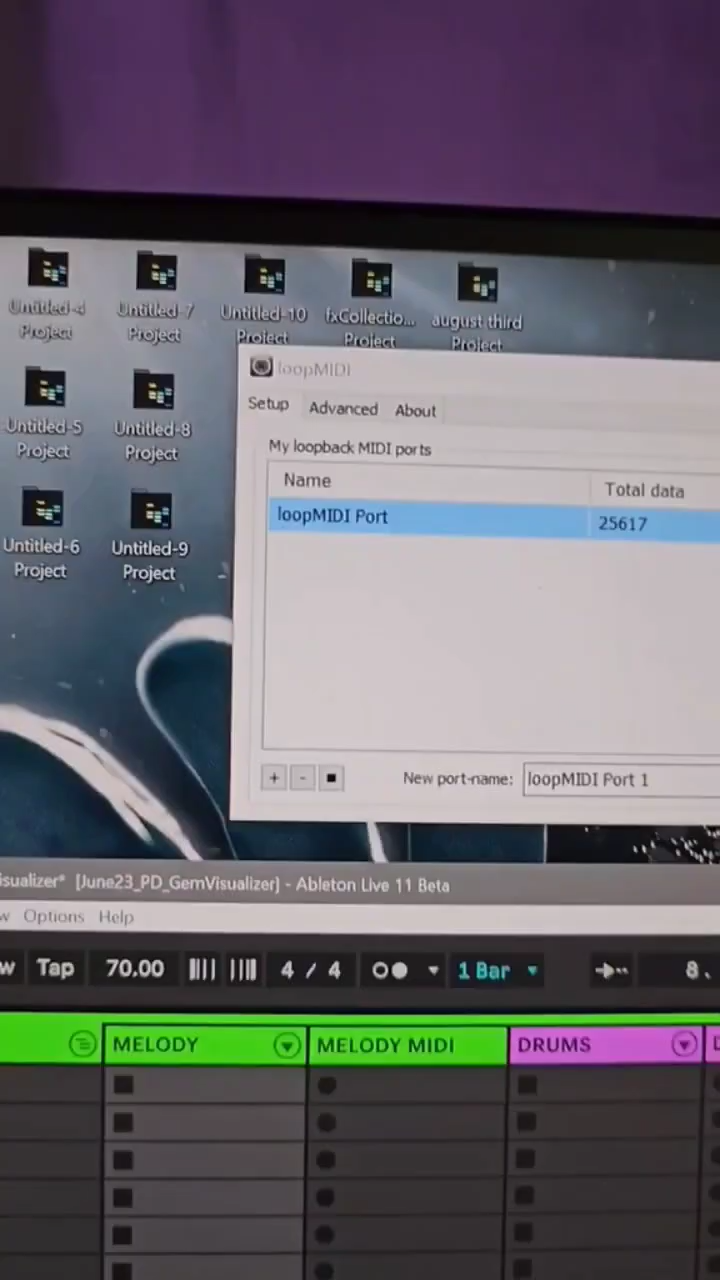 Untitled-4
Project
Untitled-7
Project
Untitled-10
Project
fxCollectio...
Project
august third
Project
Untitled-5
Project
Untitled-8
Project
Untitled-6
Project
Untitled-9
Project
loopMIDI
Setup Advanced About
My loopback MIDI ports
Name Total data
loopMIDI Port 25617
+ - New port-name: loopMIDI Port 1
isualizer* [June23_PD_GemVisualizer] - Ableton Live 11 Beta
w Options Help
w Tap 70.00 4 / 4 1 Bar 8.
MELODY MELODY MIDI DRUMS